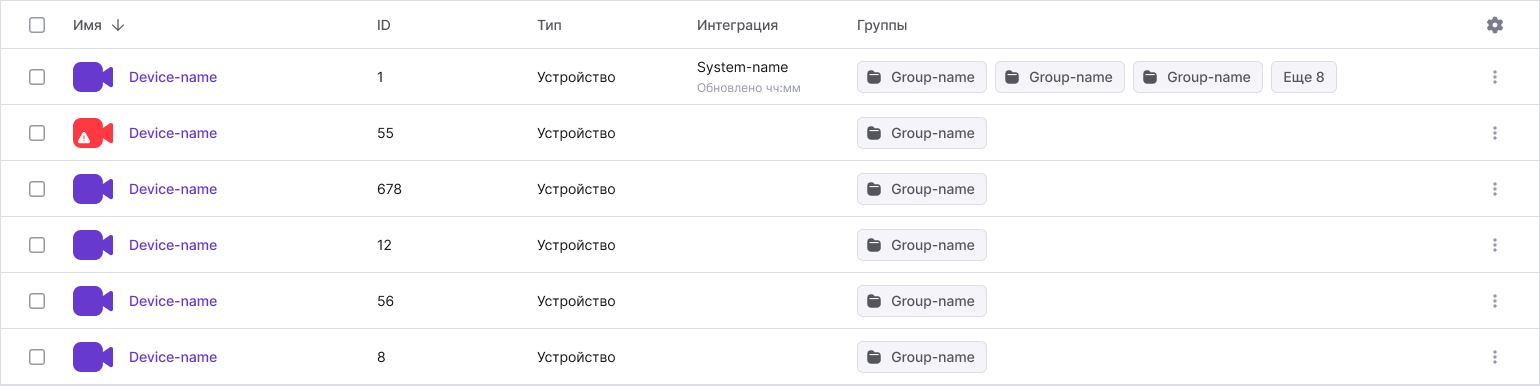 Имя ID Тип Интеграция Группы
Device-name 1 Устройство System-name Group-name Group-name Group-name Еще 8
Обновлено чч:мм
Device-name 55 Устройство Group-name
Device-name 678 Устройство Group-name
Device-name 12 Устройство Group-name
Device-name 56 Устройство Group-name
Device-name 8 Устройство Group-name